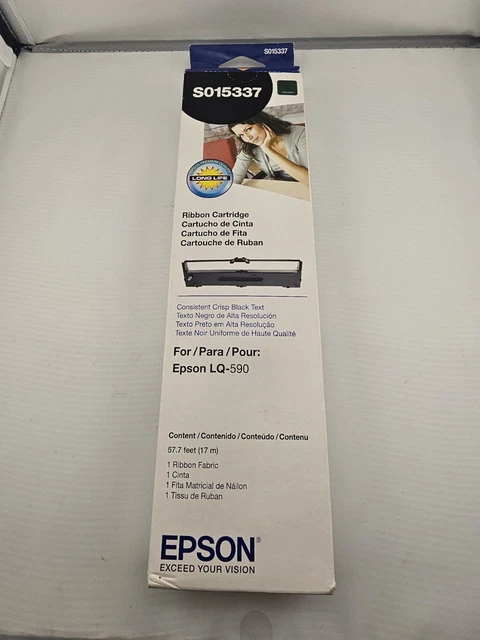 S015337
S015337
LONG LIFE
Ribbon Cartridge
Cartucho de Cinta
Cartucho de Fita
Cartouche de Ruban
Consistent Crisp Black Text
Texto Negro de Alta Resolución
Texto Preto em Alta Resolução
Texte Noir Uniforme de Haute Qualité
For/Para/Pour:
Epson LQ-590
Content/Contenido/Conteúdo/Contenu
57.7 feet (17 m)
1 Ribbon Fabric
1 Cinta
1 Fita Matricial de Náilon
1 Tissu de Ruban
EPSON®
EXCEED YOUR VISION